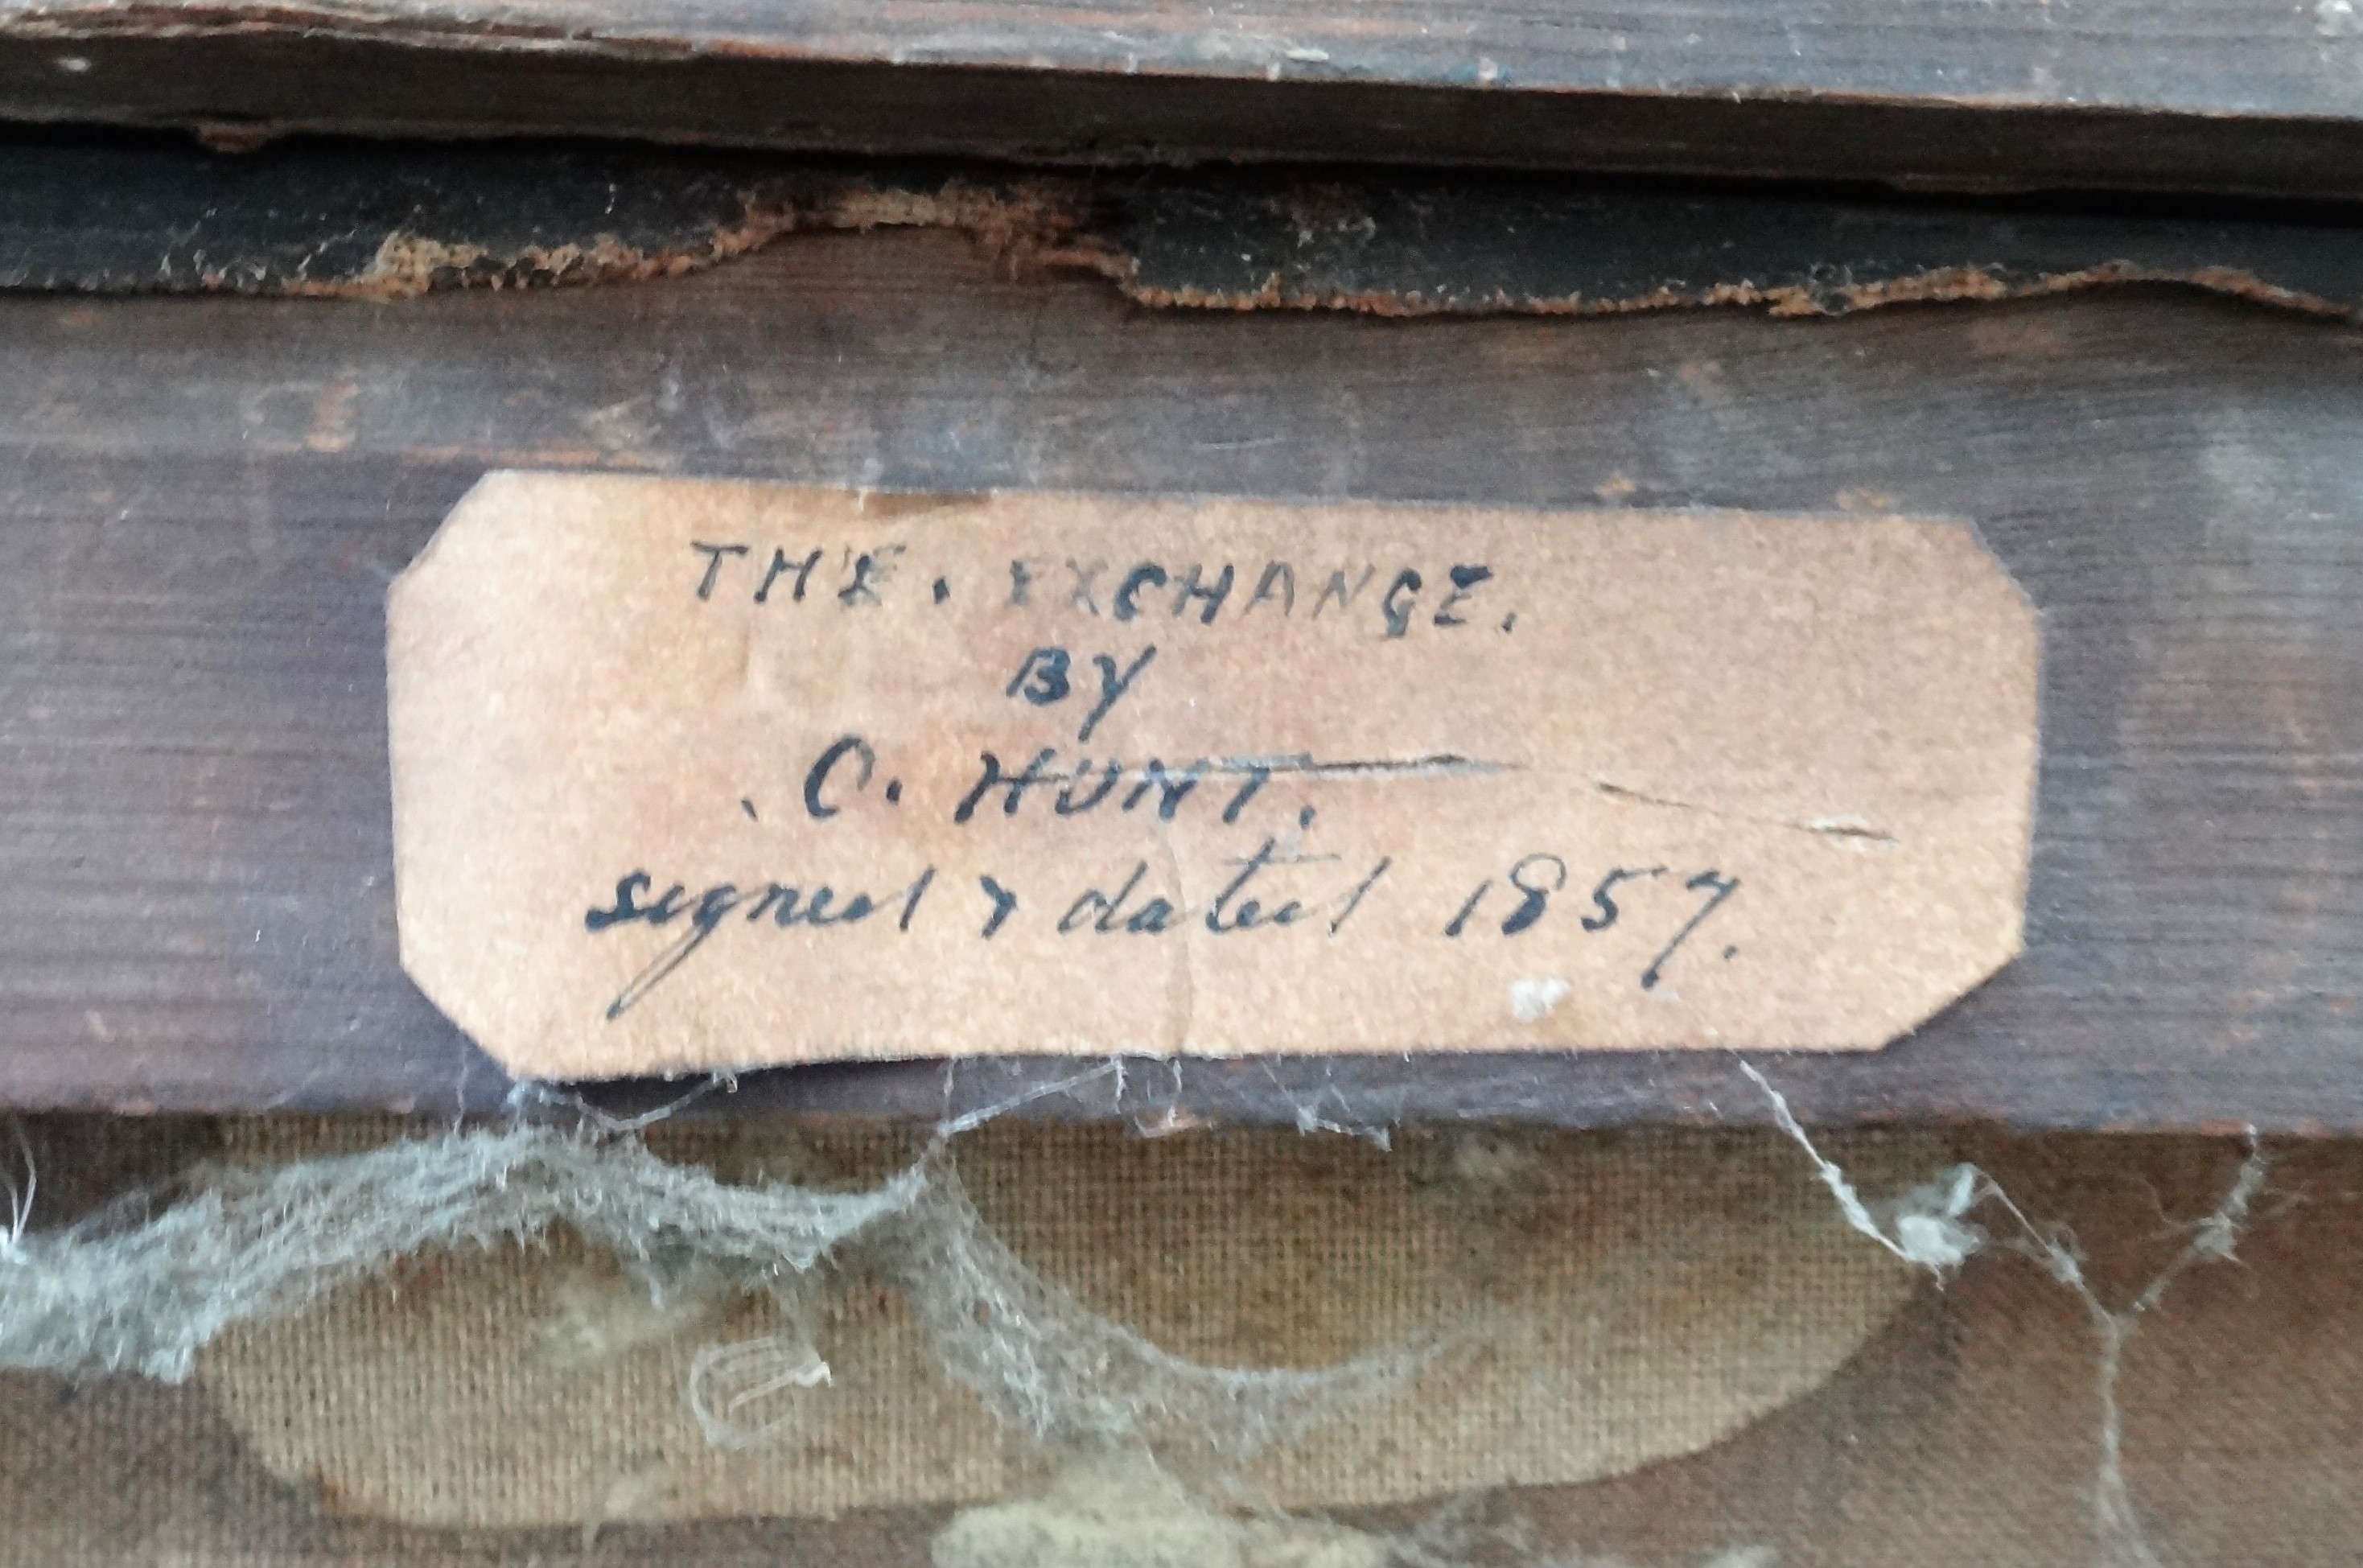 THE. EXCHANGE.
BY
. C. HUNT.
signed & dated 1857.